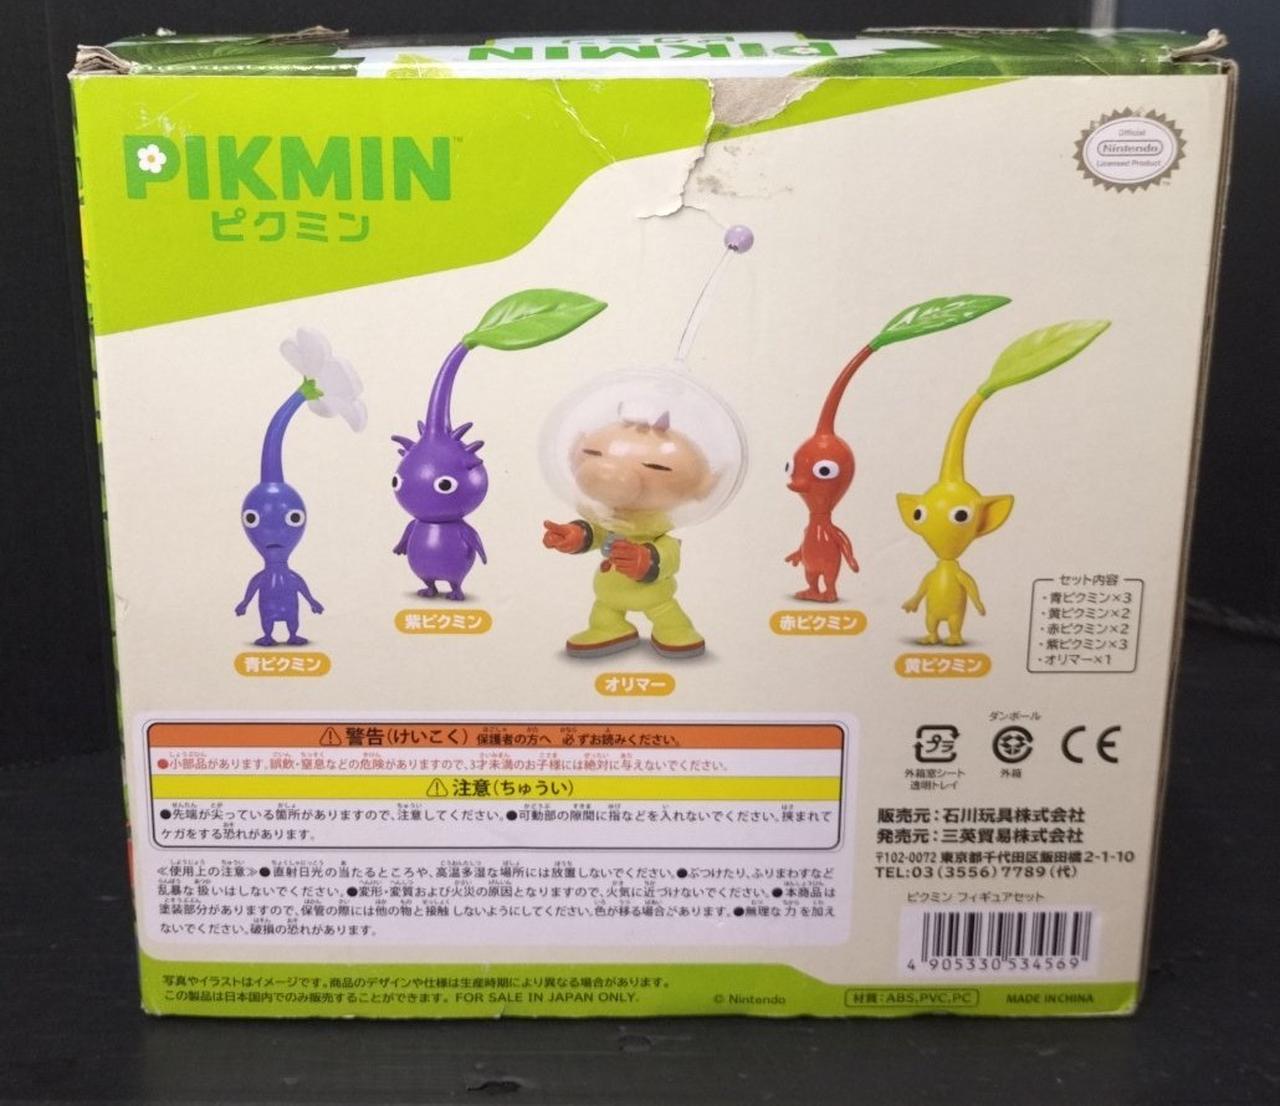 PIKMIN
ピクミン
PIKMIN™
ピクミン
Official
Nintendo
Licensed Product
青ピクミン
紫ピクミン
オリマー
赤ピクミン
黄ピクミン
セット内容
・青ピクミン×3
・黄ピクミン×2
・赤ピクミン×2
・紫ピクミン×3
・オリマー×1
⚠警告(けいこく) 保護者の方へ 必ずお読みください。
●小部品があります。誤飲・窒息などの危険がありますので、3才未満のお子様には絶対に与えないでください。
⚠注意(ちゅうい)
●先端が尖っている箇所がありますので、注意してください。●可動部の隙間に指などを入れないでください。挟まれて
ケガをする恐れがあります。
≪使用上の注意≫●直射日光の当たるところや、高温多湿な場所には放置しないでください。●ぶつけたり、ふりまわすなど
乱暴な扱いはしないでください。●変形・変質および火災の原因となりますので、火気に近づけないでください。●本商品は
塗装部分がありますので、保管の際には他の物と接触しないようにしてください。色が移る場合があります。●無理な力を加え
ないでください。破損の恐れがあります。
プラ
外箱窓シート
透明トレイ
ダンボール
外箱
CE
販売元:石川玩具株式会社
発売元:三英貿易株式会社
〒102-0072 東京都千代田区飯田橋2-1-10
TEL:03(3556)7789(代)
ピクミン フィギュアセット
4 905330 534569
写真やイラストはイメージです。商品のデザインや仕様は生産時期により異なる場合があります。
この製品は日本国内でのみ販売することができます。FOR SALE IN JAPAN ONLY.
© Nintendo
材質:ABS,PVC,PC
MADE IN CHINA